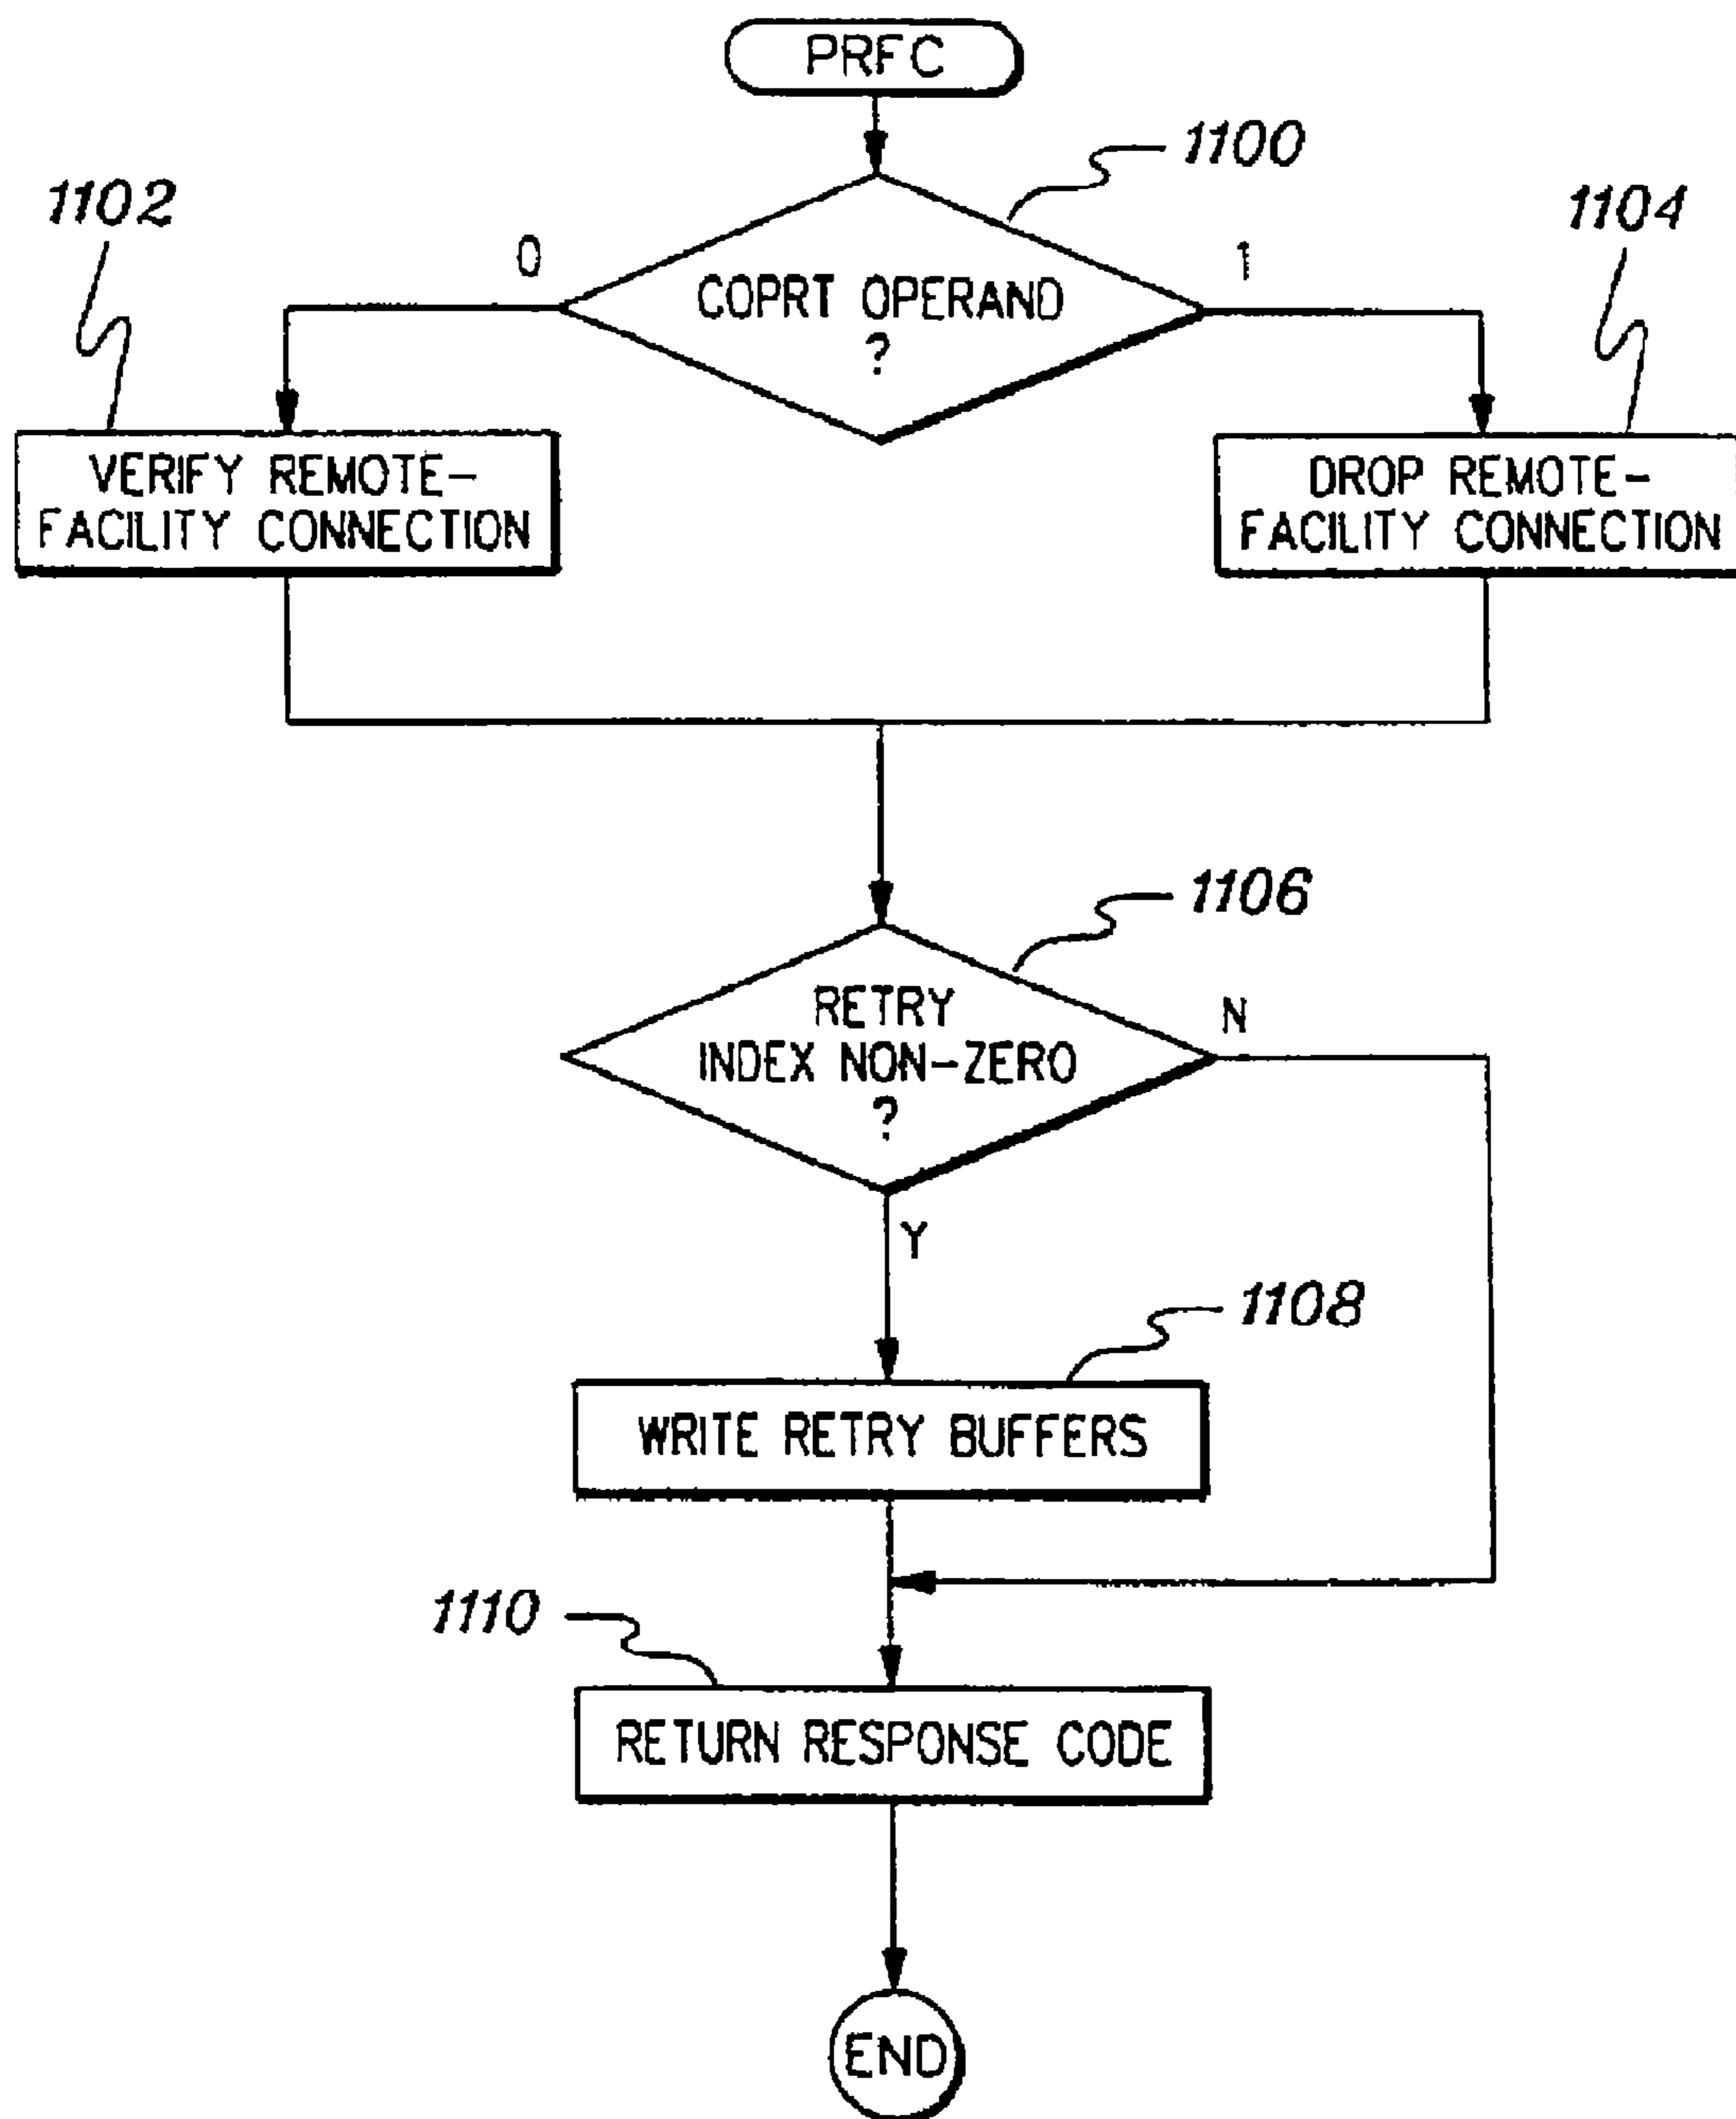 PRFC
1100
1102
1104
0
1
COPRT OPERAND
?
VERIFY REMOTE-
FACILITY CONNECTION
DROP REMOTE-
FACILITY CONNECTION
1106
RETRY
INDEX NON-ZERO
?
N
Y
1108
WRITE RETRY BUFFERS
1110
RETURN RESPONSE CODE
END